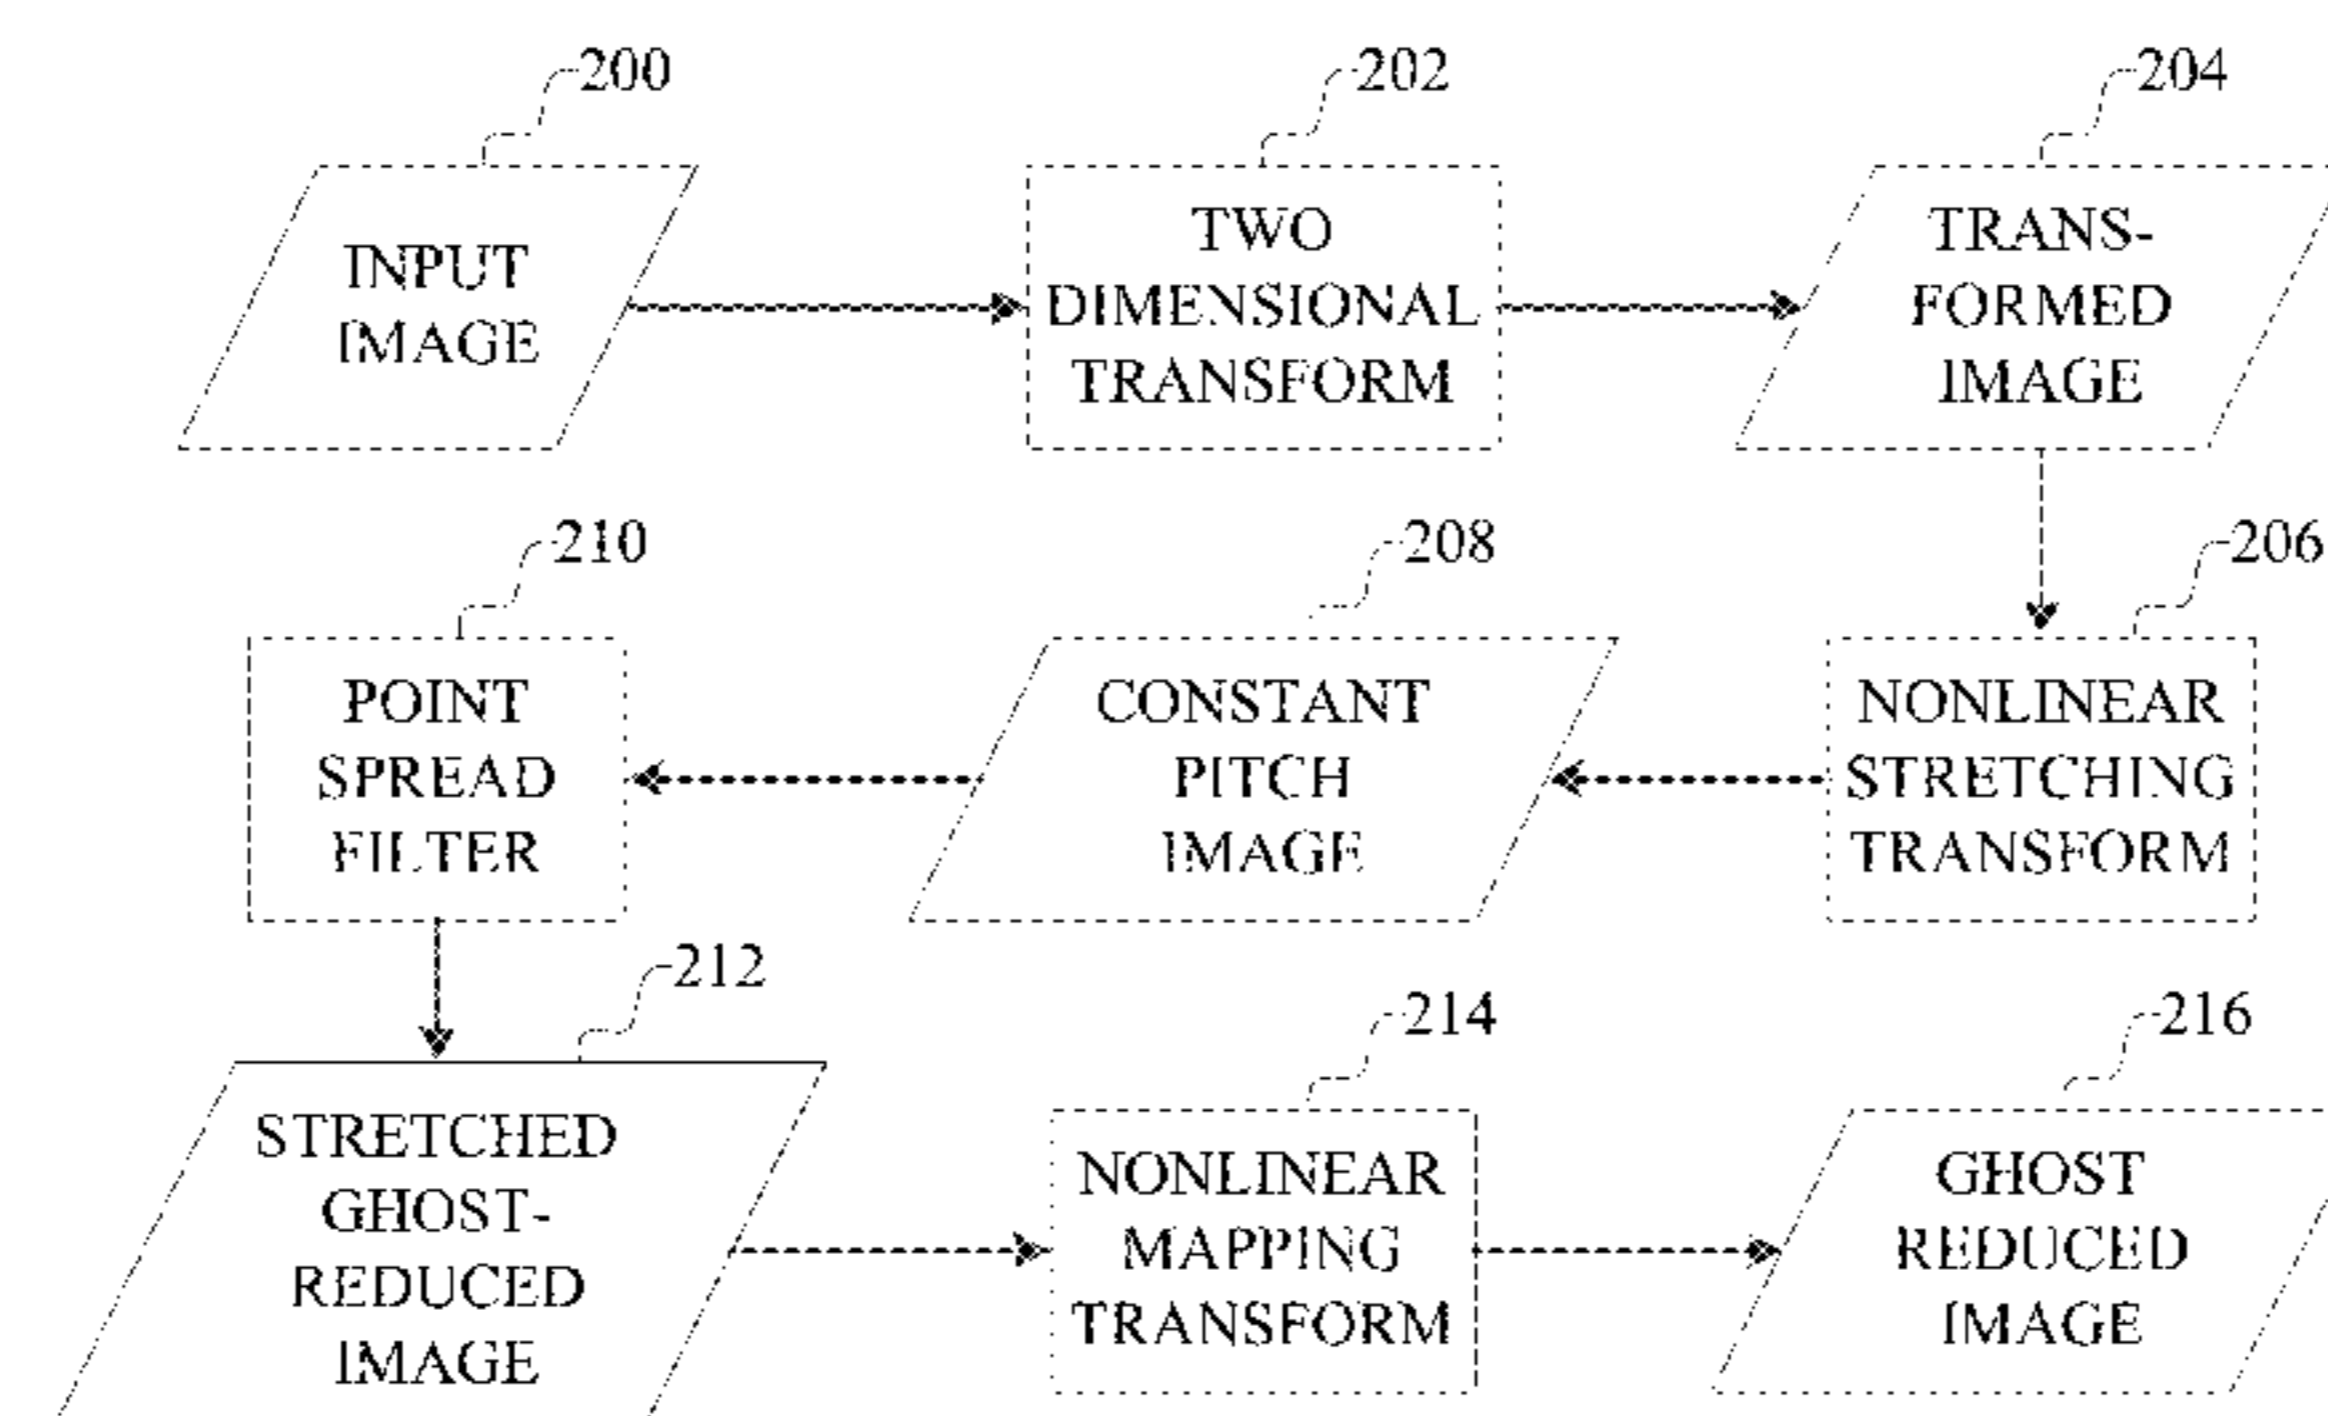 200
202
204
INPUT
IMAGE
TWO
DIMENSIONAL
TRANSFORM
TRANS-
FORMED
IMAGE
210
208
206
POINT
SPREAD
FILTER
CONSTANT
PITCH
IMAGE
NONLINEAR
STRETCHING
TRANSFORM
212
214
216
STRETCHED
GHOST-
REDUCED
IMAGE
NONLINEAR
MAPPING
TRANSFORM
GHOST
REDUCED
IMAGE